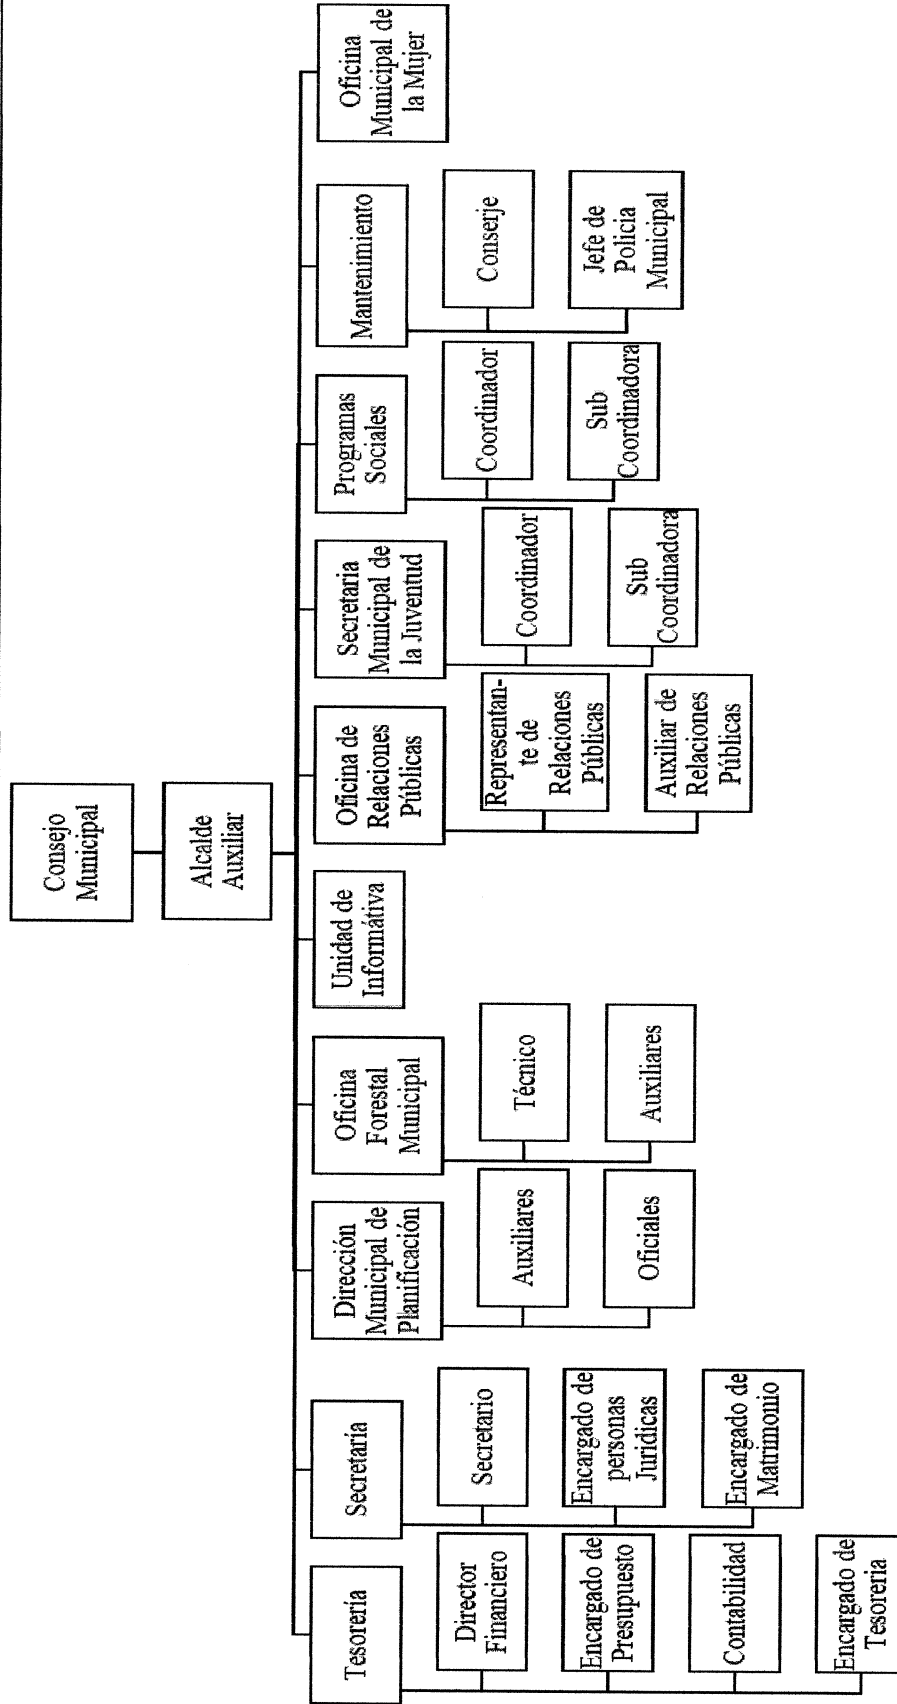 Consejo
Municipal
Alcalde
Auxiliar
Tesorería
Director
Financiero
Encargado de
Presupuesto
Contabilidad
Encargado de
Tesoreria
Secretaría
Secretario
Encargado de
personas
Juridicas
Encargado de
Matrimonio
Dirección
Municipal de
Planificación
Auxiliares
Oficiales
Oficina
Forestal
Municipal
Técnico
Auxiliares
Unidad de
Informátiva
Oficina de
Relaciones
Públicas
Representan-
te de
Relaciones
Públicas
Auxiliar de
Relaciones
Públicas
Secretaria
Municipal de
la Juventud
Coordinador
Sub
Coordinadora
Programas
Sociales
Coordinador
Sub
Coordinadora
Mantenimiento
Conserje
Jefe de
Policia
Municipal
Oficina
Municipal de
la Mujer